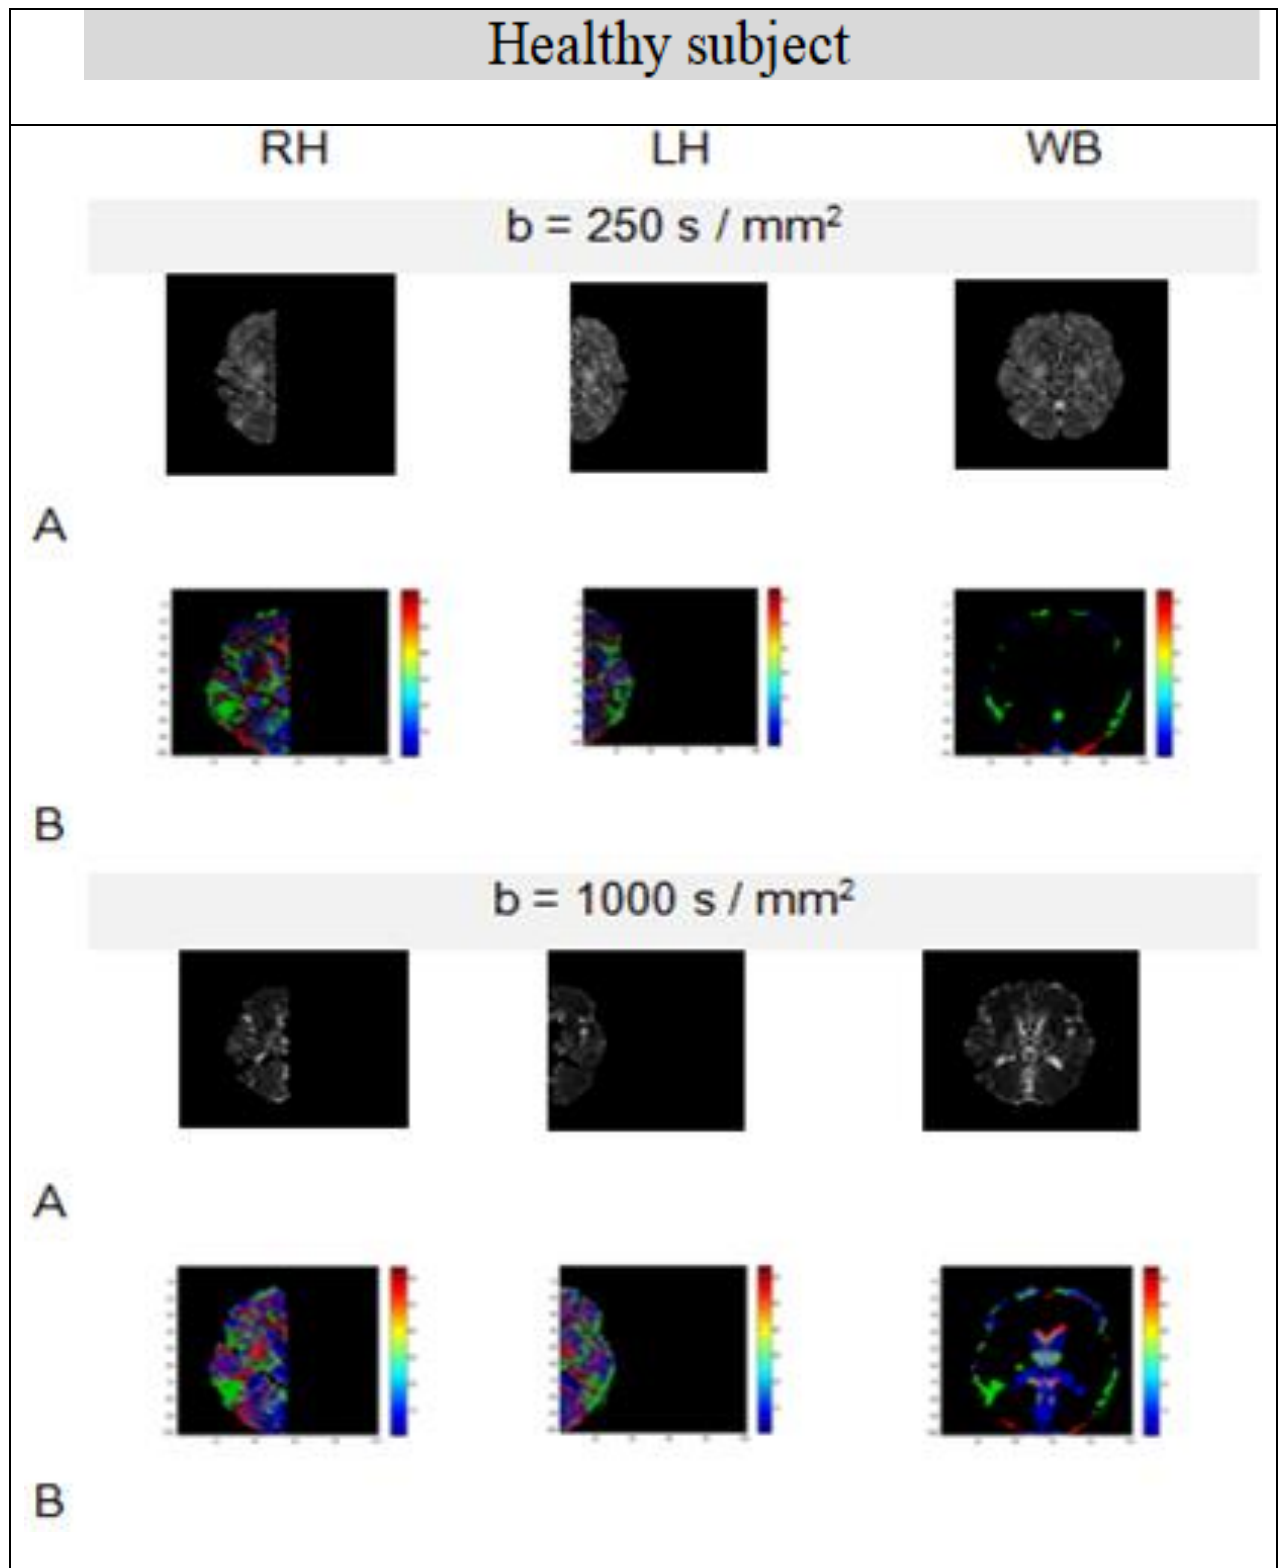 Healthy subject
RH LH WB
b = 250 s / mm²
A
B
b = 1000 s / mm²
A
B